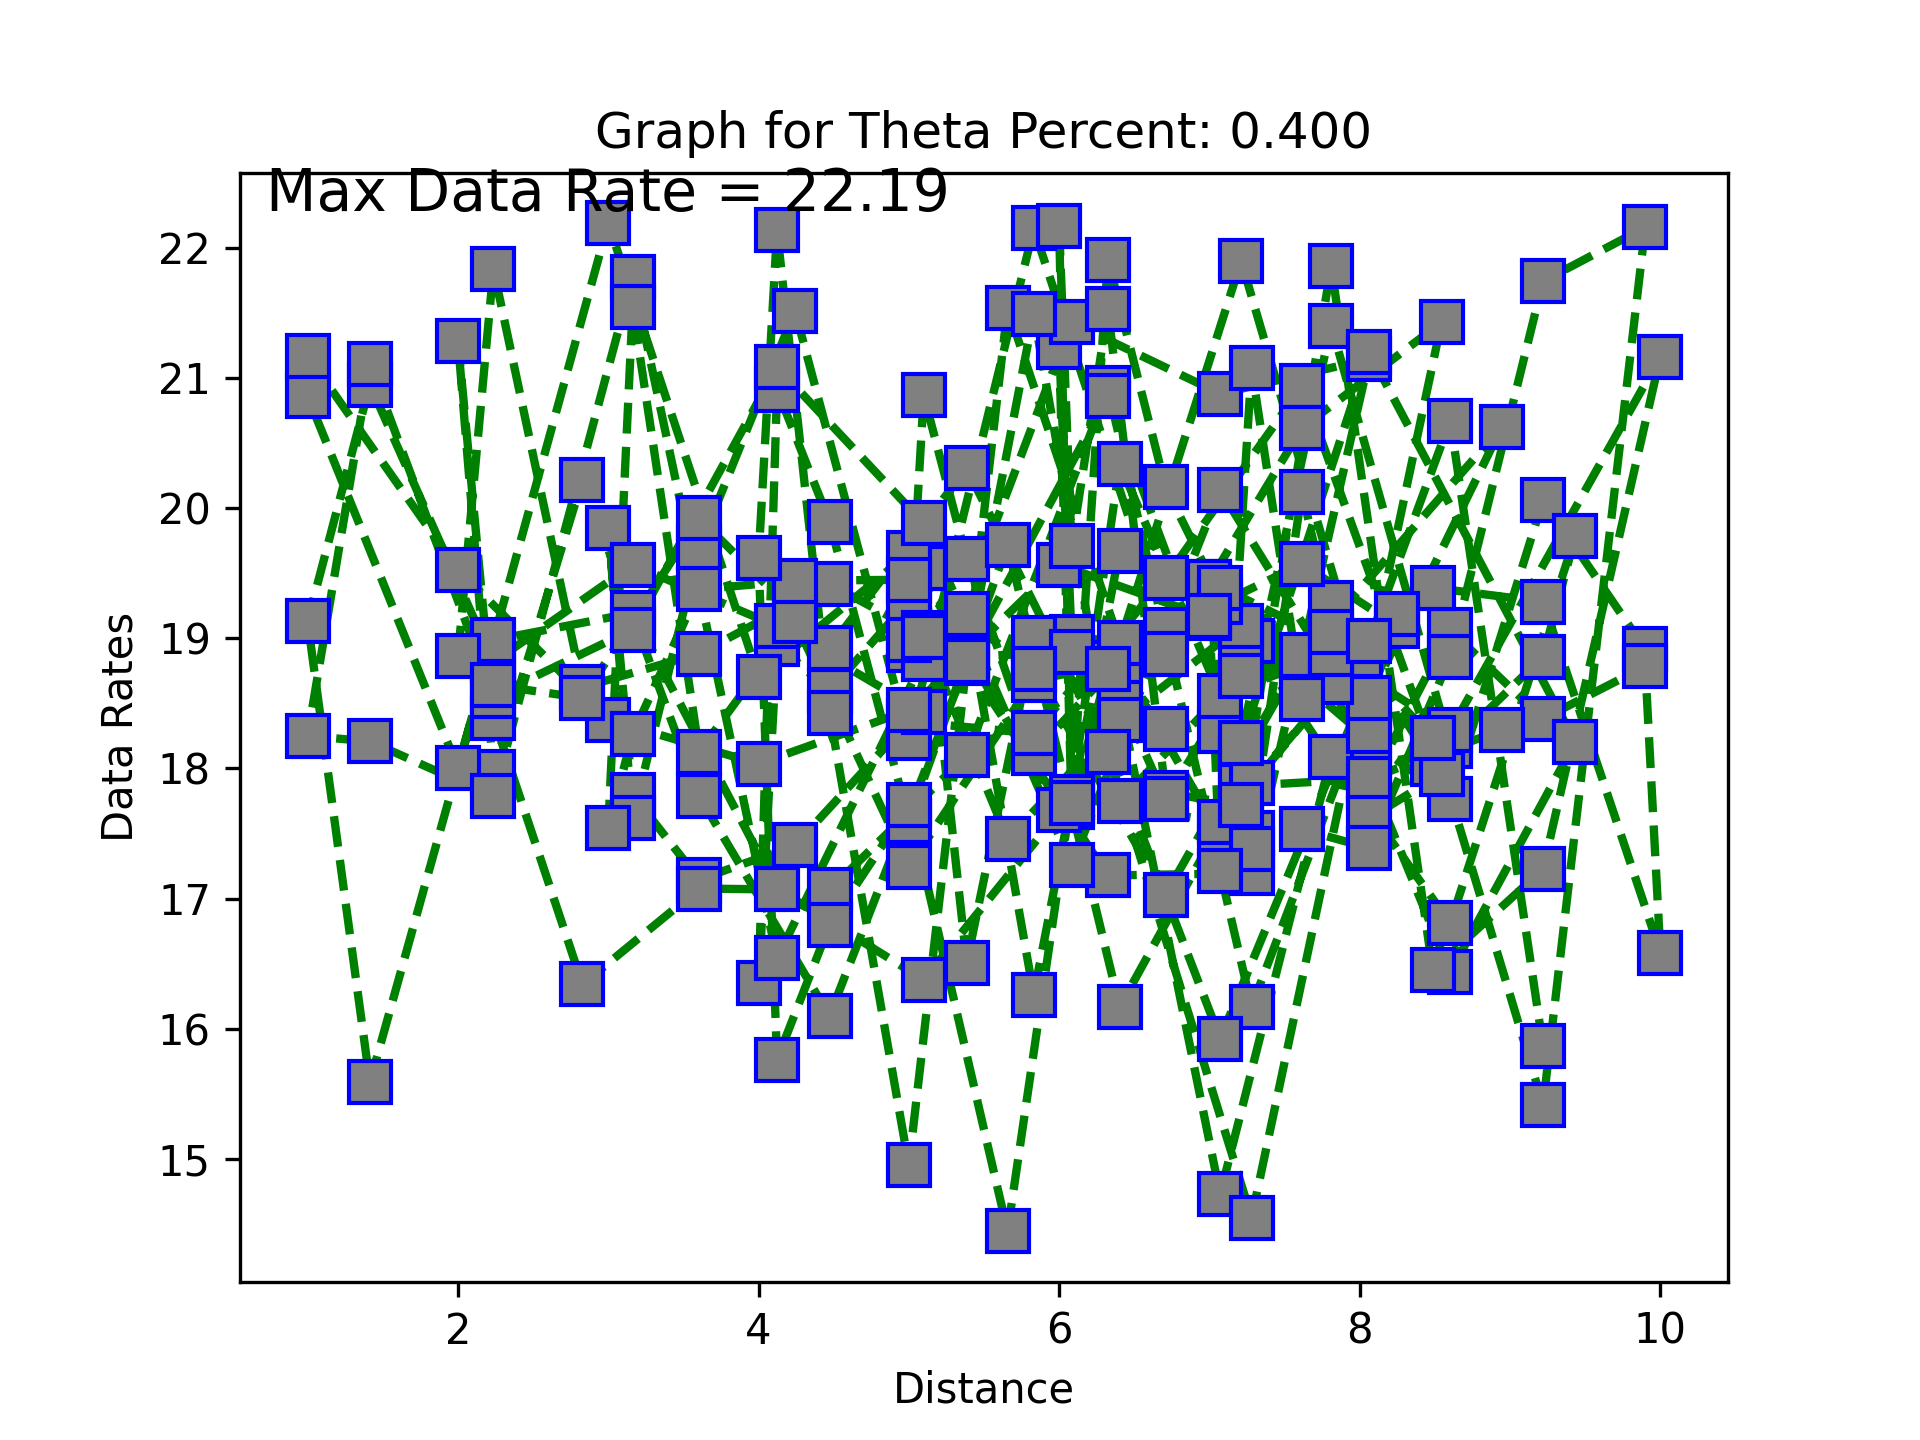 Graph for Theta Percent: 0.400
Max Data Rate = 22.19
22
21
20
19
18
17
16
15
Data Rates
2 4 6 8 10
Distance